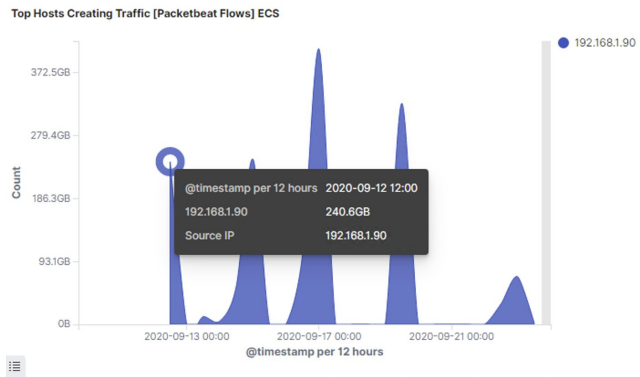 Top Hosts Creating Traffic [Packetbeat Flows] ECS
192.168.1.90
372.5GB
279.4GB
186.3GB
93.1GB
0B
Count
@timestamp per 12 hours 2020-09-12 12:00
192.168.1.90 240.6GB
Source IP 192.168.1.90
2020-09-13 00:00 2020-09-17 00:00 2020-09-21 00:00
@timestamp per 12 hours